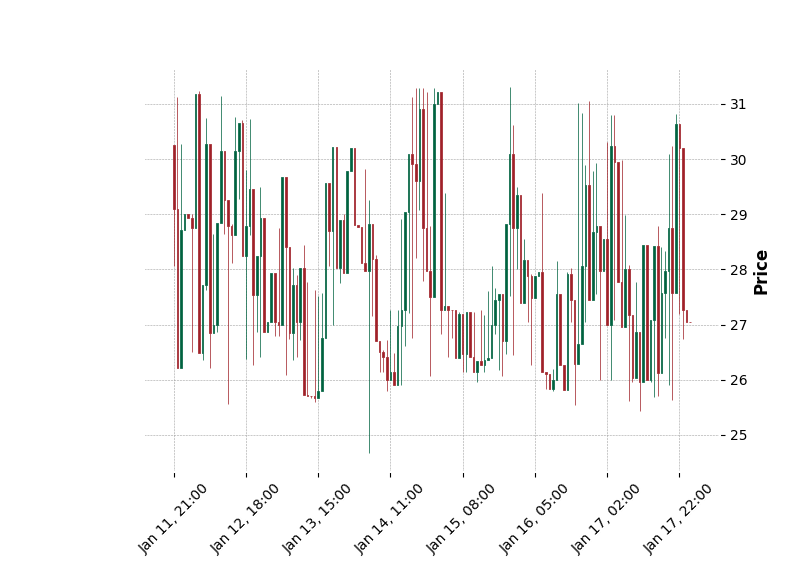 31
30
29
28
27
26
25
Price
Jan 11, 21:00
Jan 12, 18:00
Jan 13, 15:00
Jan 14, 11:00
Jan 15, 08:00
Jan 16, 05:00
Jan 17, 02:00
Jan 17, 22:00